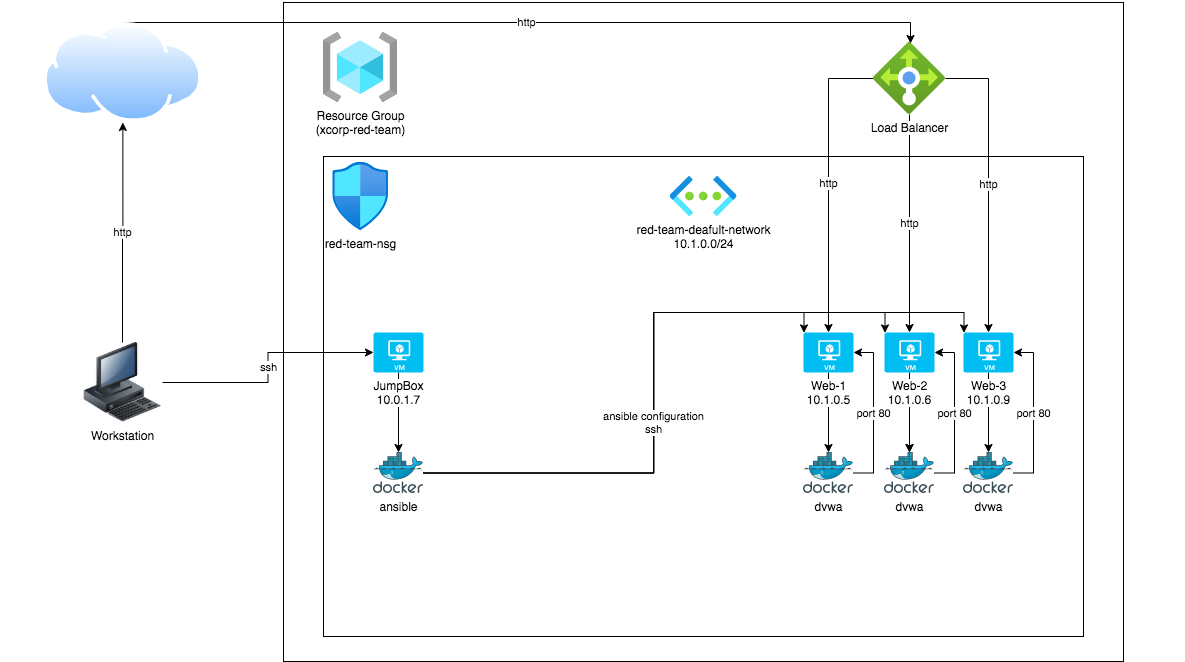 http
Resource Group
(xcorp-red-team)
Load Balancer
http
http
http
http
red-team-nsg
red-team-deafult-network
10.1.0.0/24
ssh
VM
JumpBox
10.0.1.7
Workstation
ansible configuration
ssh
VM
Web-1
10.1.0.5
VM
Web-2
10.1.0.6
VM
Web-3
10.1.0.9
port 80
port 80
port 80
docker
ansible
docker
dvwa
docker
dvwa
docker
dvwa